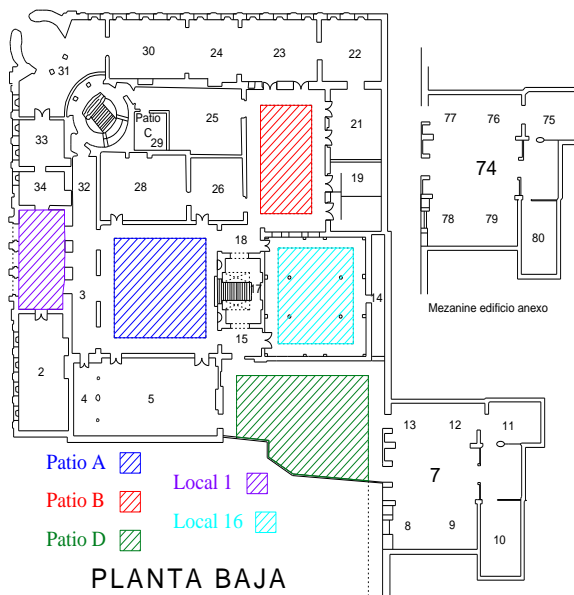 30 24 23 22
31
77 76 75
Patio
C
25
21
33
29
74
34 32 28 26
19
78 79 80
18
3
17
14
Mezanine edificio anexo
15
2
4 5
13 12 11
Patio A
Local 1
7
Patio B
Local 16
8 9
10
Patio D
PLANTA BAJA